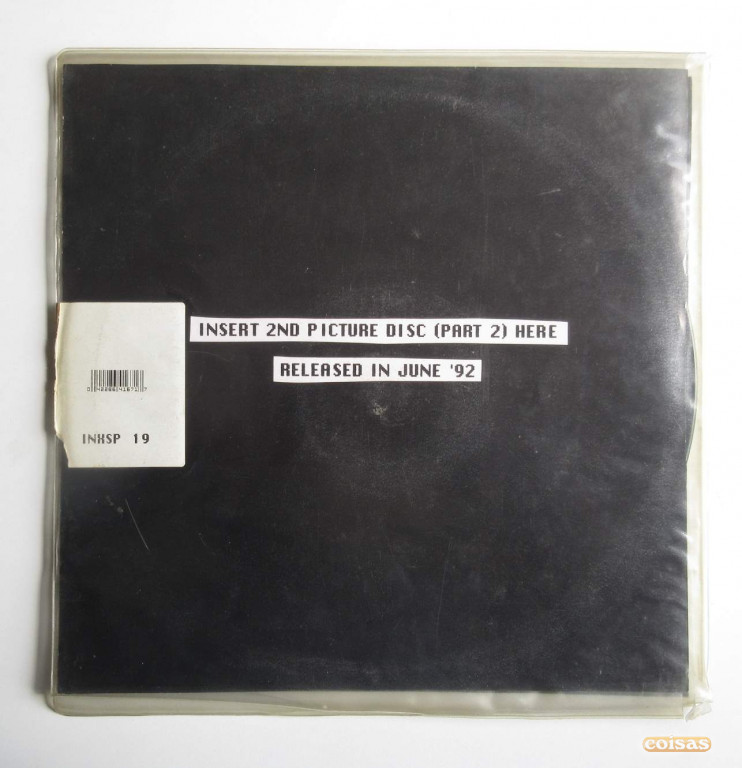 INSERT 2ND PICTURE DISC (PART 2) HERE
RELEASED IN JUNE '92
INXSP 19
coisas